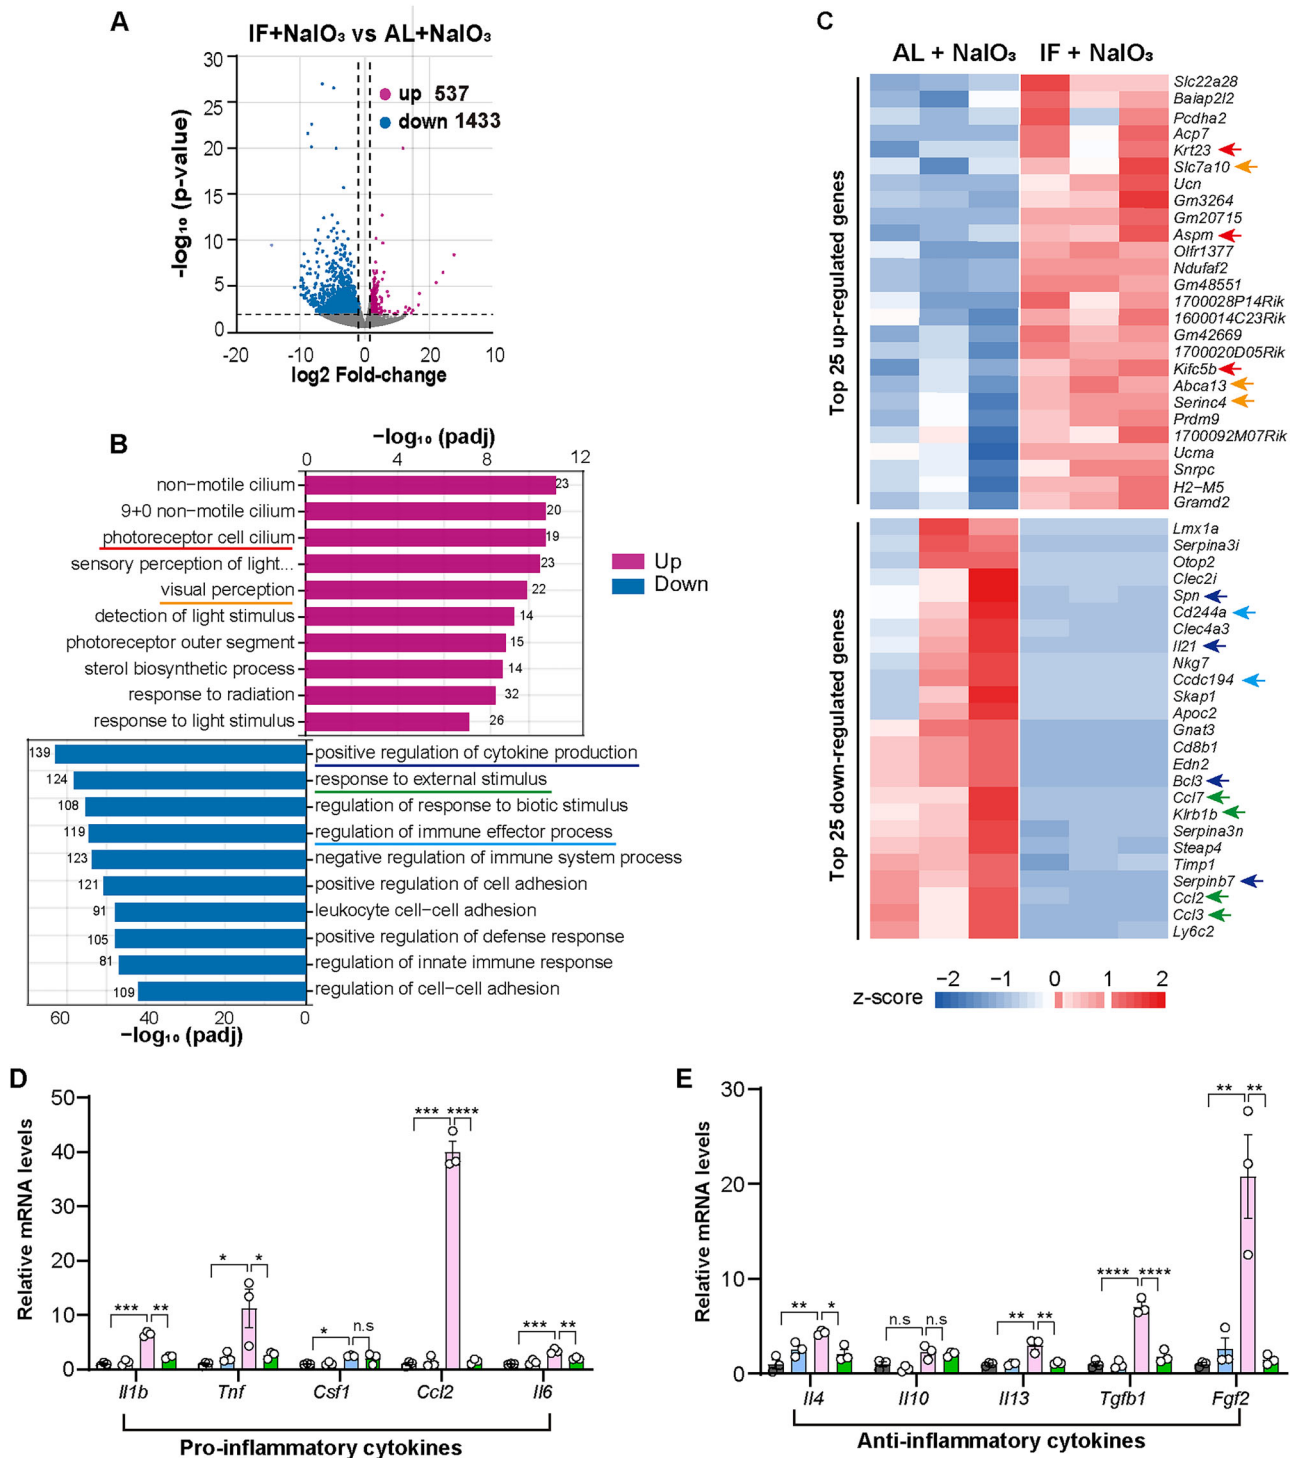 A
IF+NaIO₃ vs AL+NaIO₃
30
25
20
15
10
5
0
-log₁₀ (p-value)
up 537
down 1433
-20
-10
0
20
10
log2 Fold-change
B
−log₁₀ (padj)
0
4
8
12
non-motile cilium
23
9+0 non-motile cilium
20
photoreceptor cell cilium
19
sensory perception of light...
23
visual perception
22
detection of light stimulus
14
photoreceptor outer segment
15
sterol biosynthetic process
14
response to radiation
32
response to light stimulus
26
Up
Down
139
positive regulation of cytokine production
124
response to external stimulus
108
regulation of response to biotic stimulus
119
regulation of immune effector process
123
negative regulation of immune system process
121
positive regulation of cell adhesion
91
leukocyte cell−cell adhesion
105
positive regulation of defense response
81
regulation of innate immune response
109
regulation of cell−cell adhesion
60
40
20
0
−log₁₀ (padj)
C
AL + NaIO₃
IF + NaIO₃
Top 25 up-regulated genes
Slc22a28
Baiap2l2
Pcdha2
Acp7
Krt23
Slc7a10
Ucn
Gm3264
Gm20715
Aspm
Olfr1377
Ndufaf2
Gm48551
1700028P14Rik
1600014C23Rik
Gm42669
1700020D05Rik
Kifc5b
Abca13
Serinc4
Prdm9
1700092M07Rik
Ucma
Snrpc
H2−M5
Gramd2
Top 25 down-regulated genes
Lmx1a
Serpina3i
Otop2
Clec2i
Spn
Cd244a
Clec4a3
Il21
Nkg7
Ccdc194
Skap1
Apoc2
Gnat3
Cd8b1
Edn2
Bcl3
Ccl7
Klrb1b
Serpina3n
Steap4
Timp1
Serpinb7
Ccl2
Ccl3
Ly6c2
z-score
−2
−1
0
1
2
D
Relative mRNA levels
50
40
30
20
10
0
*** **
* *
* n.s
*** ****
*** **
Il1b
Tnf
Csf1
Ccl2
Il6
Pro-inflammatory cytokines
E
Relative mRNA levels
30
20
10
0
** *
n.s n.s
** **
**** ****
** **
Il4
Il10
Il13
Tgfb1
Fgf2
Anti-inflammatory cytokines